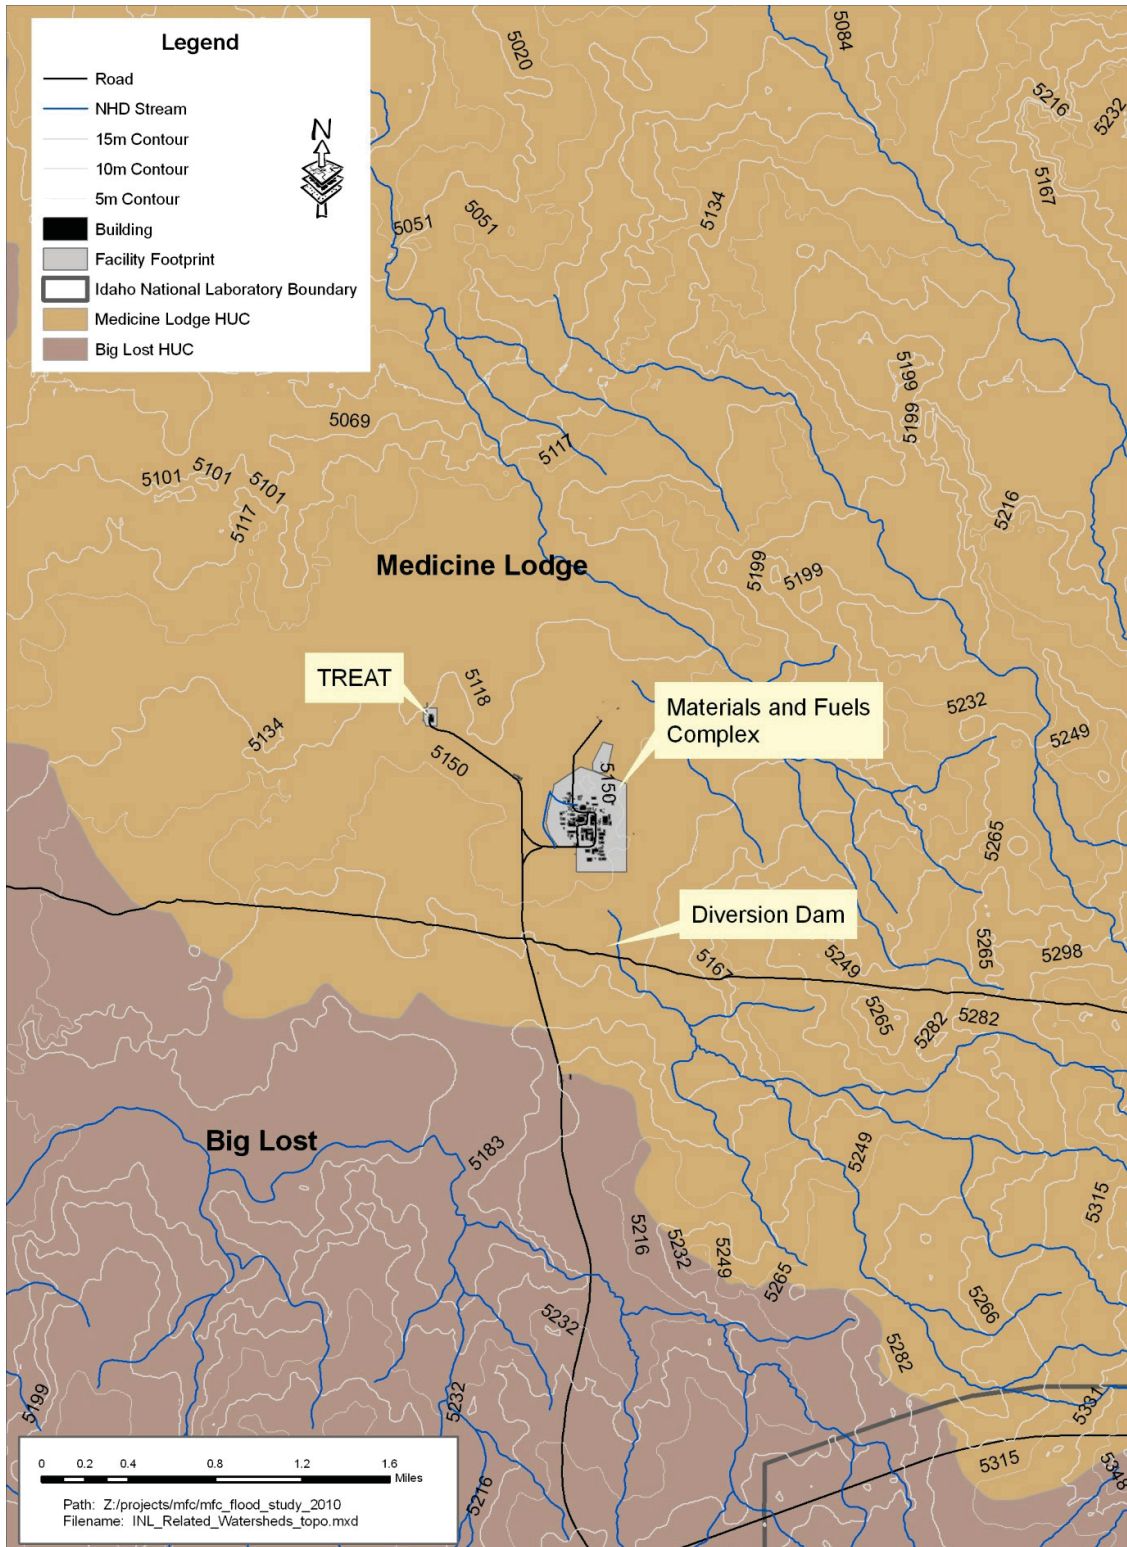 Legend
Road
NHD Stream
15m Contour
10m Contour
5m Contour
Building
Facility Footprint
Idaho National Laboratory Boundary
Medicine Lodge HUC
Big Lost HUC
N
5020
5084
5216
5232
5167
5134
5051
5051
5199
5199
5069
5117
5101
5101
5101
5117
5216
Medicine Lodge
5199
5199
TREAT
5118
Materials and Fuels
Complex
5232
5249
5134
5150
5150
5265
Diversion Dam
5167
5249
5265
5298
5265
5282
5282
Big Lost
5183
5249
5315
5216
5232
5249
5265
5266
5232
5282
5199
5232
5331
5315
5348
5216
0 0.2 0.4 0.8 1.2 1.6
Miles
Path: Z:/projects/mfc/mfc_flood_study_2010
Filename: INL_Related_Watersheds_topo.mxd